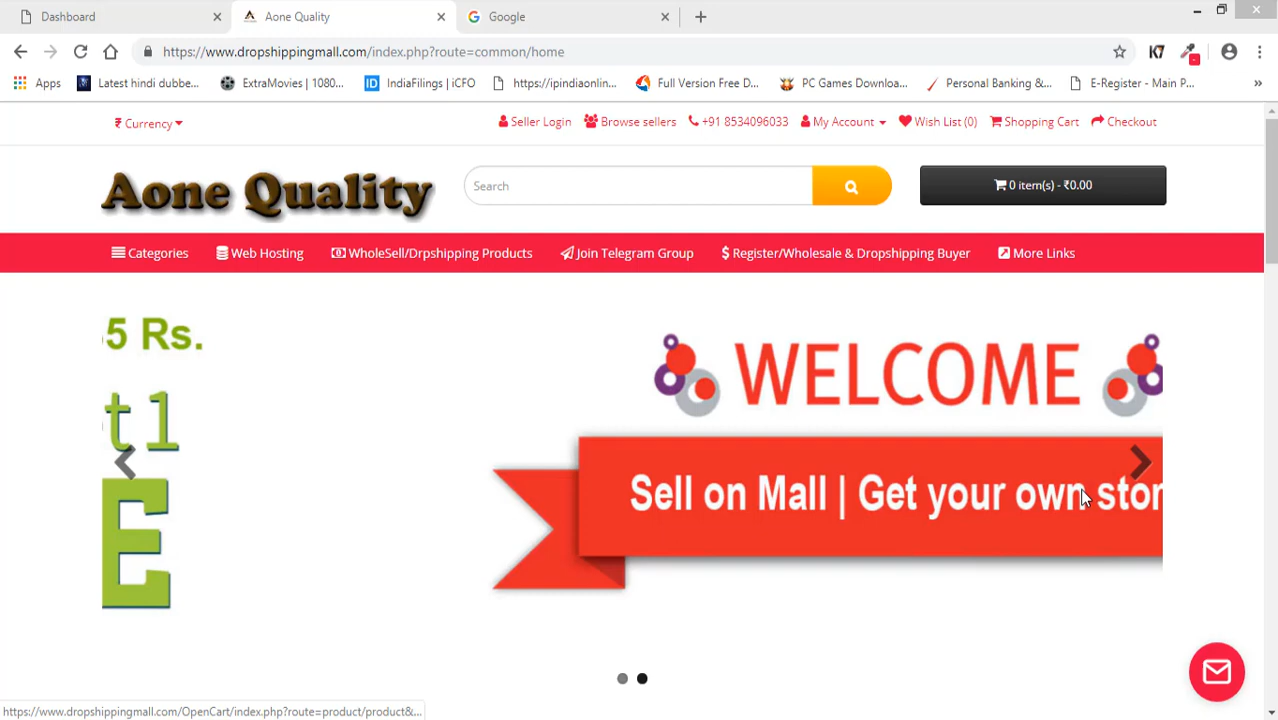 Dashboard
Aone Quality
Google
https://www.dropshippingmall.com/index.php?route=common/home
K7
Apps
Latest hindi dubbe...
ExtraMovies | 1080...
ID IndiaFilings | iCFO
https://ipindiaonlin...
Full Version Free D...
PC Games Downloa...
Personal Banking &...
E-Register - Main P...
»
₹ Currency
Seller Login
Browse sellers
+91 8534096033
My Account
Wish List (0)
Shopping Cart
Checkout
Aone Quality
Search
0 item(s) - ₹0.00
Categories
Web Hosting
WholeSell/Drpshipping Products
Join Telegram Group
$ Register/Wholesale & Dropshipping Buyer
More Links
5 Rs.
t1
E
WELCOME
Sell on Mall | Get your own stor
https://www.dropshippingmall.com/OpenCart/index.php?route=product/product&...